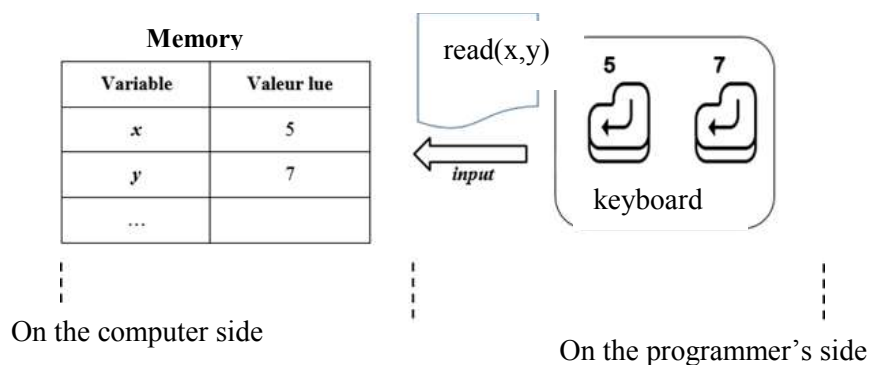 Memory
Variable Valeur lue
x 5
y 7
...
read(x,y)
input
5 7
keyboard
On the computer side
On the programmer’s side